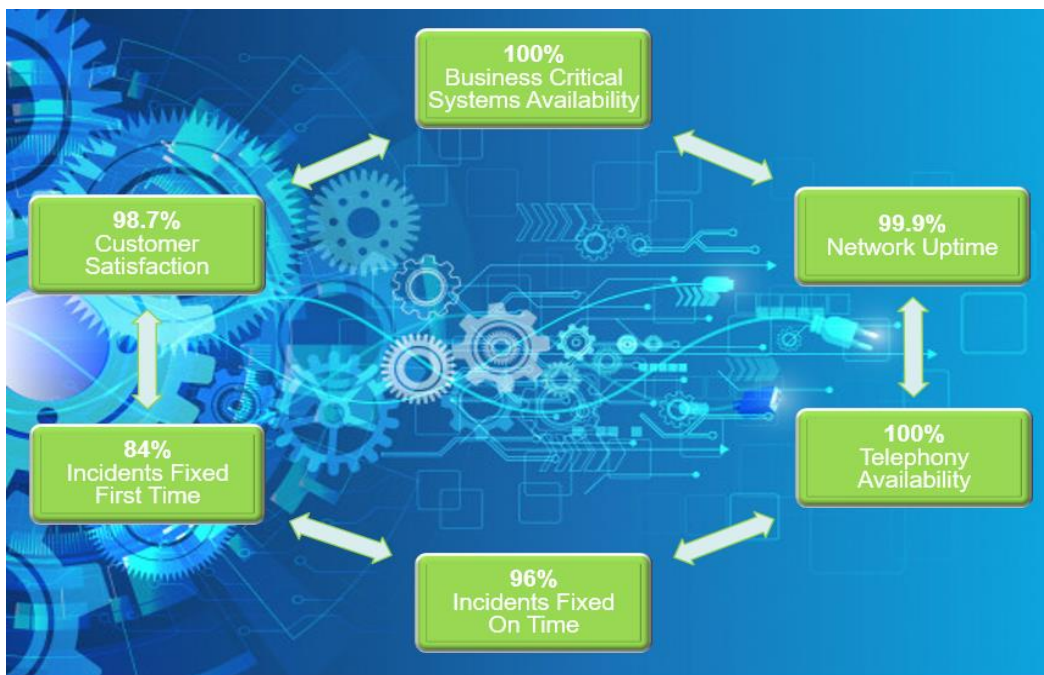 100%
Business Critical
Systems Availability
98.7%
Customer
Satisfaction
99.9%
Network Uptime
84%
Incidents Fixed
First Time
100%
Telephony
Availability
96%
Incidents Fixed
On Time